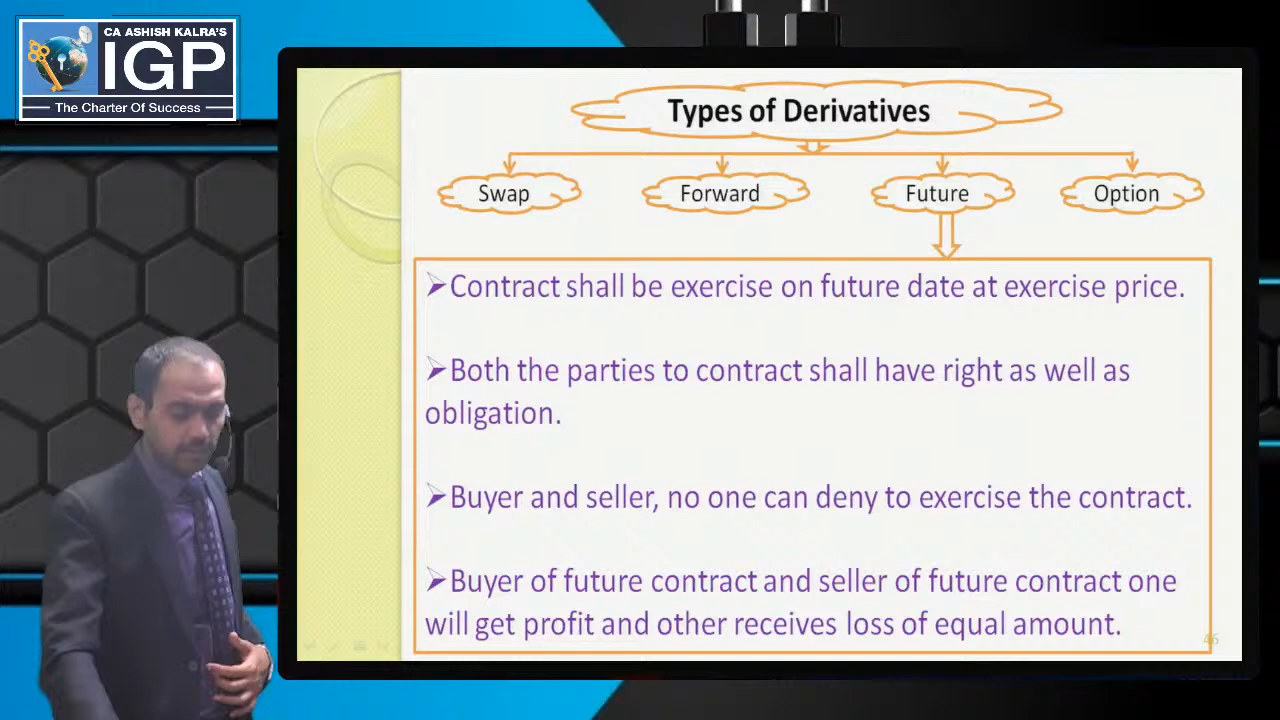 CA ASHISH KALRA'S
IGP
The Charter Of Success
Types of Derivatives
Swap Forward Future Option
➤Contract shall be exercise on future date at exercise price.
➤Both the parties to contract shall have right as well as
obligation.
➤Buyer and seller, no one can deny to exercise the contract.
➤Buyer of future contract and seller of future contract one
will get profit and other receives loss of equal amount.
46